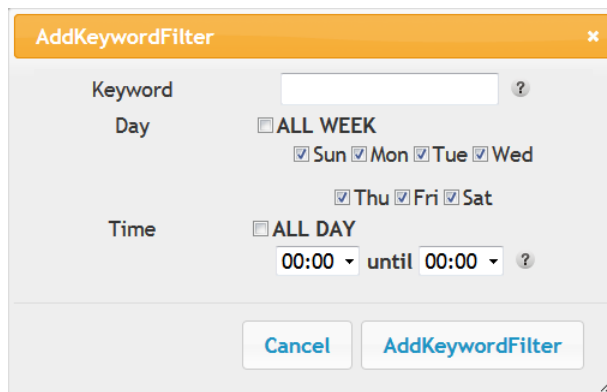 AddKeywordFilter ×
Keyword ?
Day ALL WEEK
Sun Mon Tue Wed
Thu Fri Sat
Time ALL DAY
00:00 until 00:00 ?
Cancel AddKeywordFilter